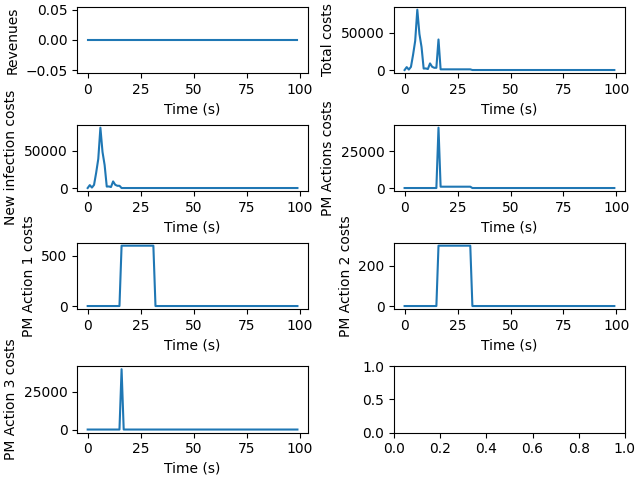 Revenues
0.05
0.00
−0.05
0 25 50 75 100
Time (s)
Total costs
50000
0
0 25 50 75 100
Time (s)
New infection costs
50000
0
0 25 50 75 100
Time (s)
PM Actions costs
25000
0
0 25 50 75 100
Time (s)
PM Action 1 costs
500
0
0 25 50 75 100
Time (s)
PM Action 2 costs
200
0
0 25 50 75 100
Time (s)
PM Action 3 costs
25000
0
0 25 50 75 100
Time (s)
1.0
0.5
0.0
0.0 0.2 0.4 0.6 0.8 1.0